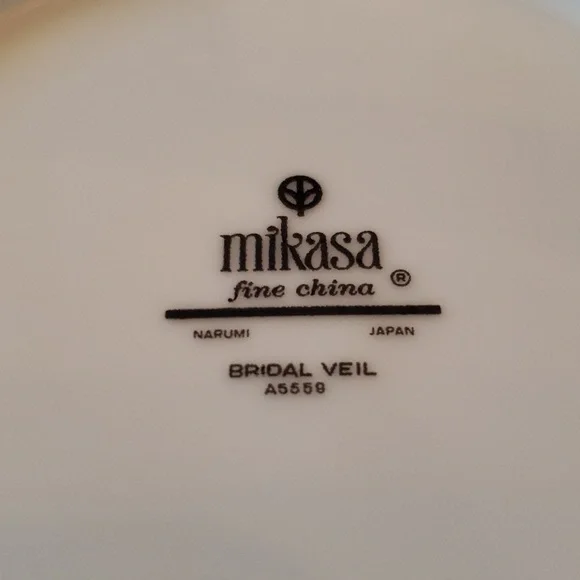 mikasa
fine china ®
NARUMI JAPAN
BRIDAL VEIL
A5559